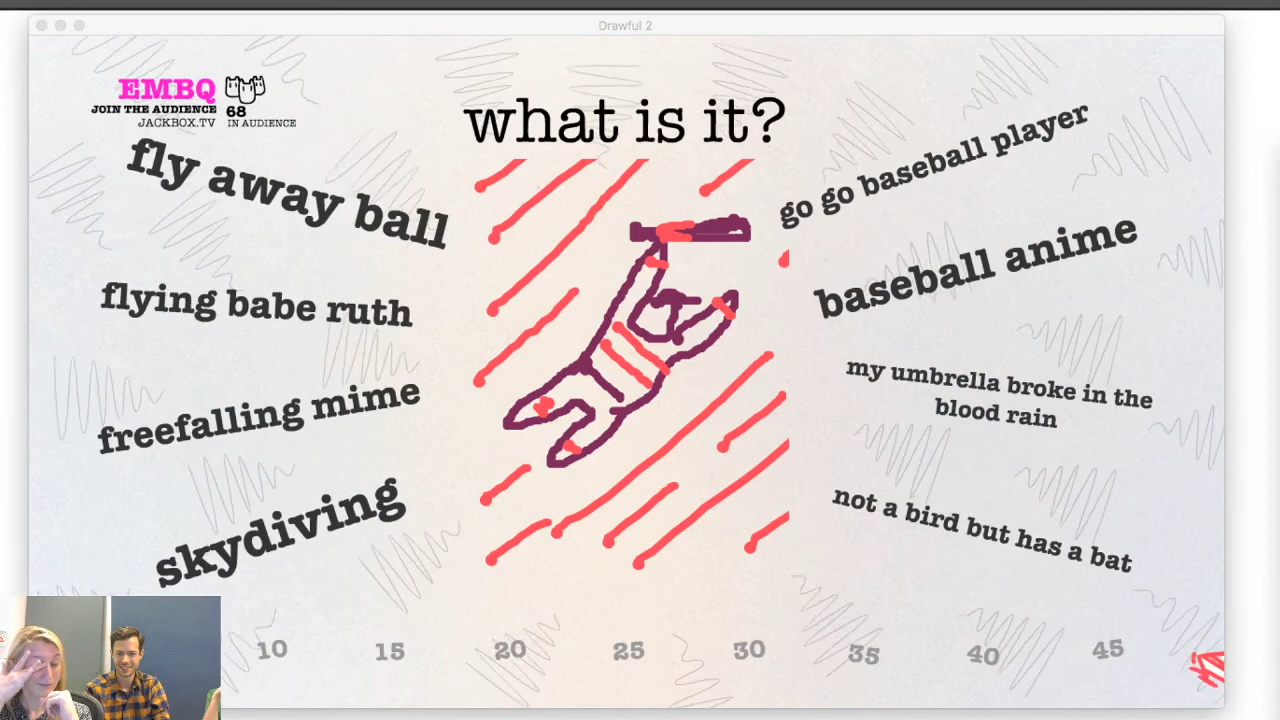 Drawful 2
EMBQ
JOIN THE AUDIENCE
JACKBOX.TV
68
IN AUDIENCE
what is it?
fly away ball
flying babe ruth
freefalling mime
skydiving
go go baseball player
baseball anime
my umbrella broke in the
blood rain
not a bird but has a bat
10 15 20 25 30 35 40 45